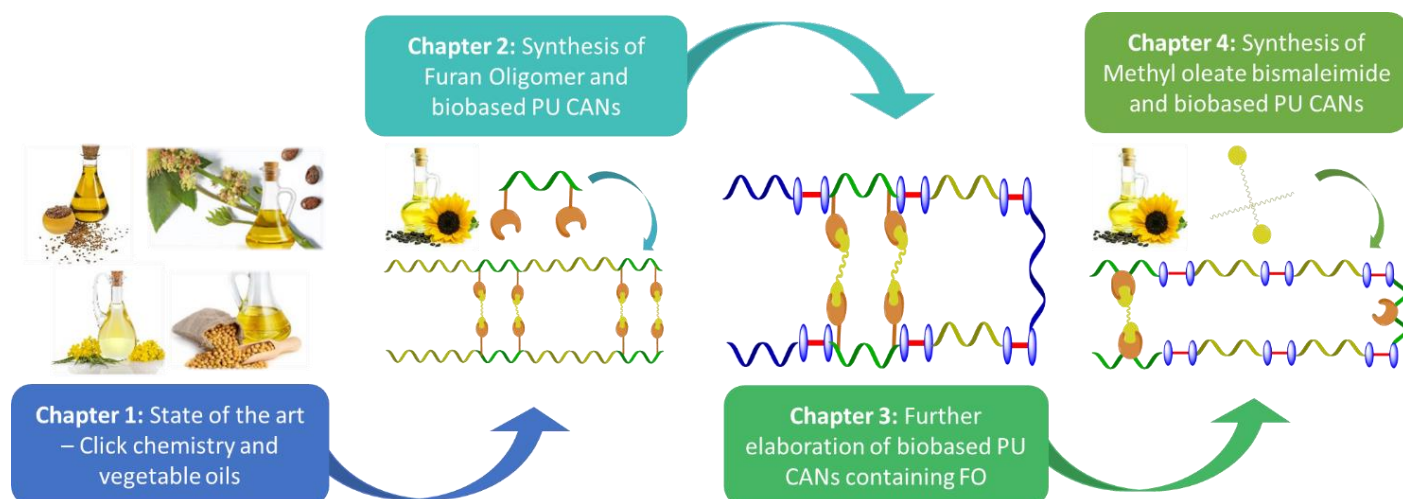 Chapter 1: State of the art
– Click chemistry and
vegetable oils
Chapter 2: Synthesis of
Furan Oligomer and
biobased PU CANs
Chapter 3: Further
elaboration of biobased PU
CANs containing FO
Chapter 4: Synthesis of
Methyl oleate bismaleimide
and biobased PU CANs